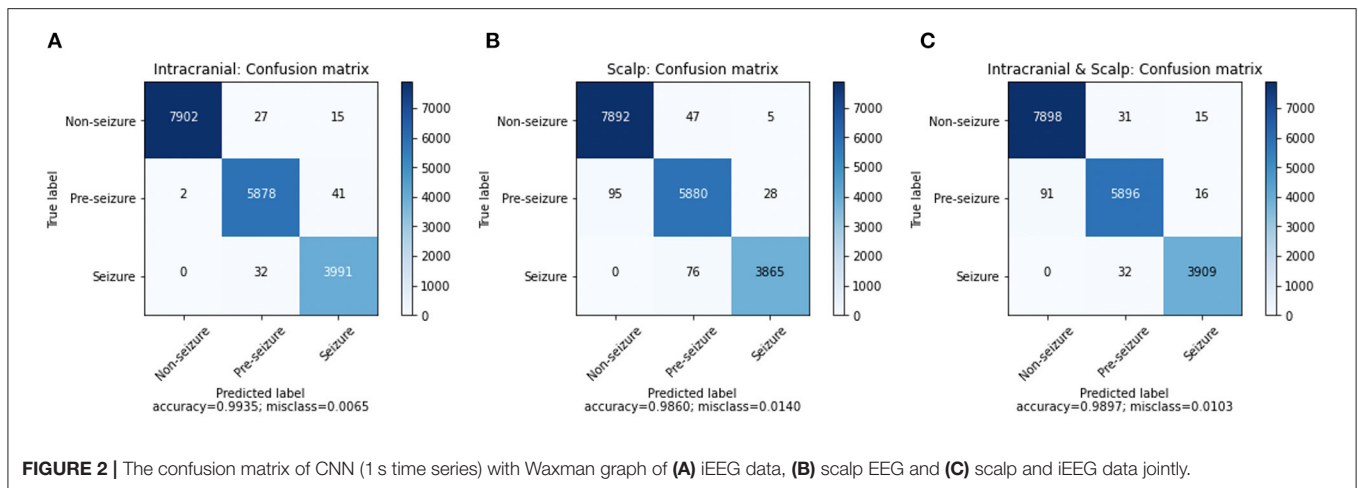 A
Intracranial: Confusion matrix
True label
Non-seizure 7902 27 15
Pre-seizure 2 5878 41
Seizure 0 32 3991
Non-seizure Pre-seizure Seizure
Predicted label
accuracy=0.9935; misclass=0.0065
7000
6000
5000
4000
3000
2000
1000
0
B
Scalp: Confusion matrix
True label
Non-seizure 7892 47 5
Pre-seizure 95 5880 28
Seizure 0 76 3865
Non-seizure Pre-seizure Seizure
Predicted label
accuracy=0.9860; misclass=0.0140
7000
6000
5000
4000
3000
2000
1000
0
C
Intracranial & Scalp: Confusion matrix
True label
Non-seizure 7898 31 15
Pre-seizure 91 5896 16
Seizure 0 32 3909
Non-seizure Pre-seizure Seizure
Predicted label
accuracy=0.9897; misclass=0.0103
7000
6000
5000
4000
3000
2000
1000
0
FIGURE 2 | The confusion matrix of CNN (1 s time series) with Waxman graph of (A) iEEG data, (B) scalp EEG and (C) scalp and iEEG data jointly.